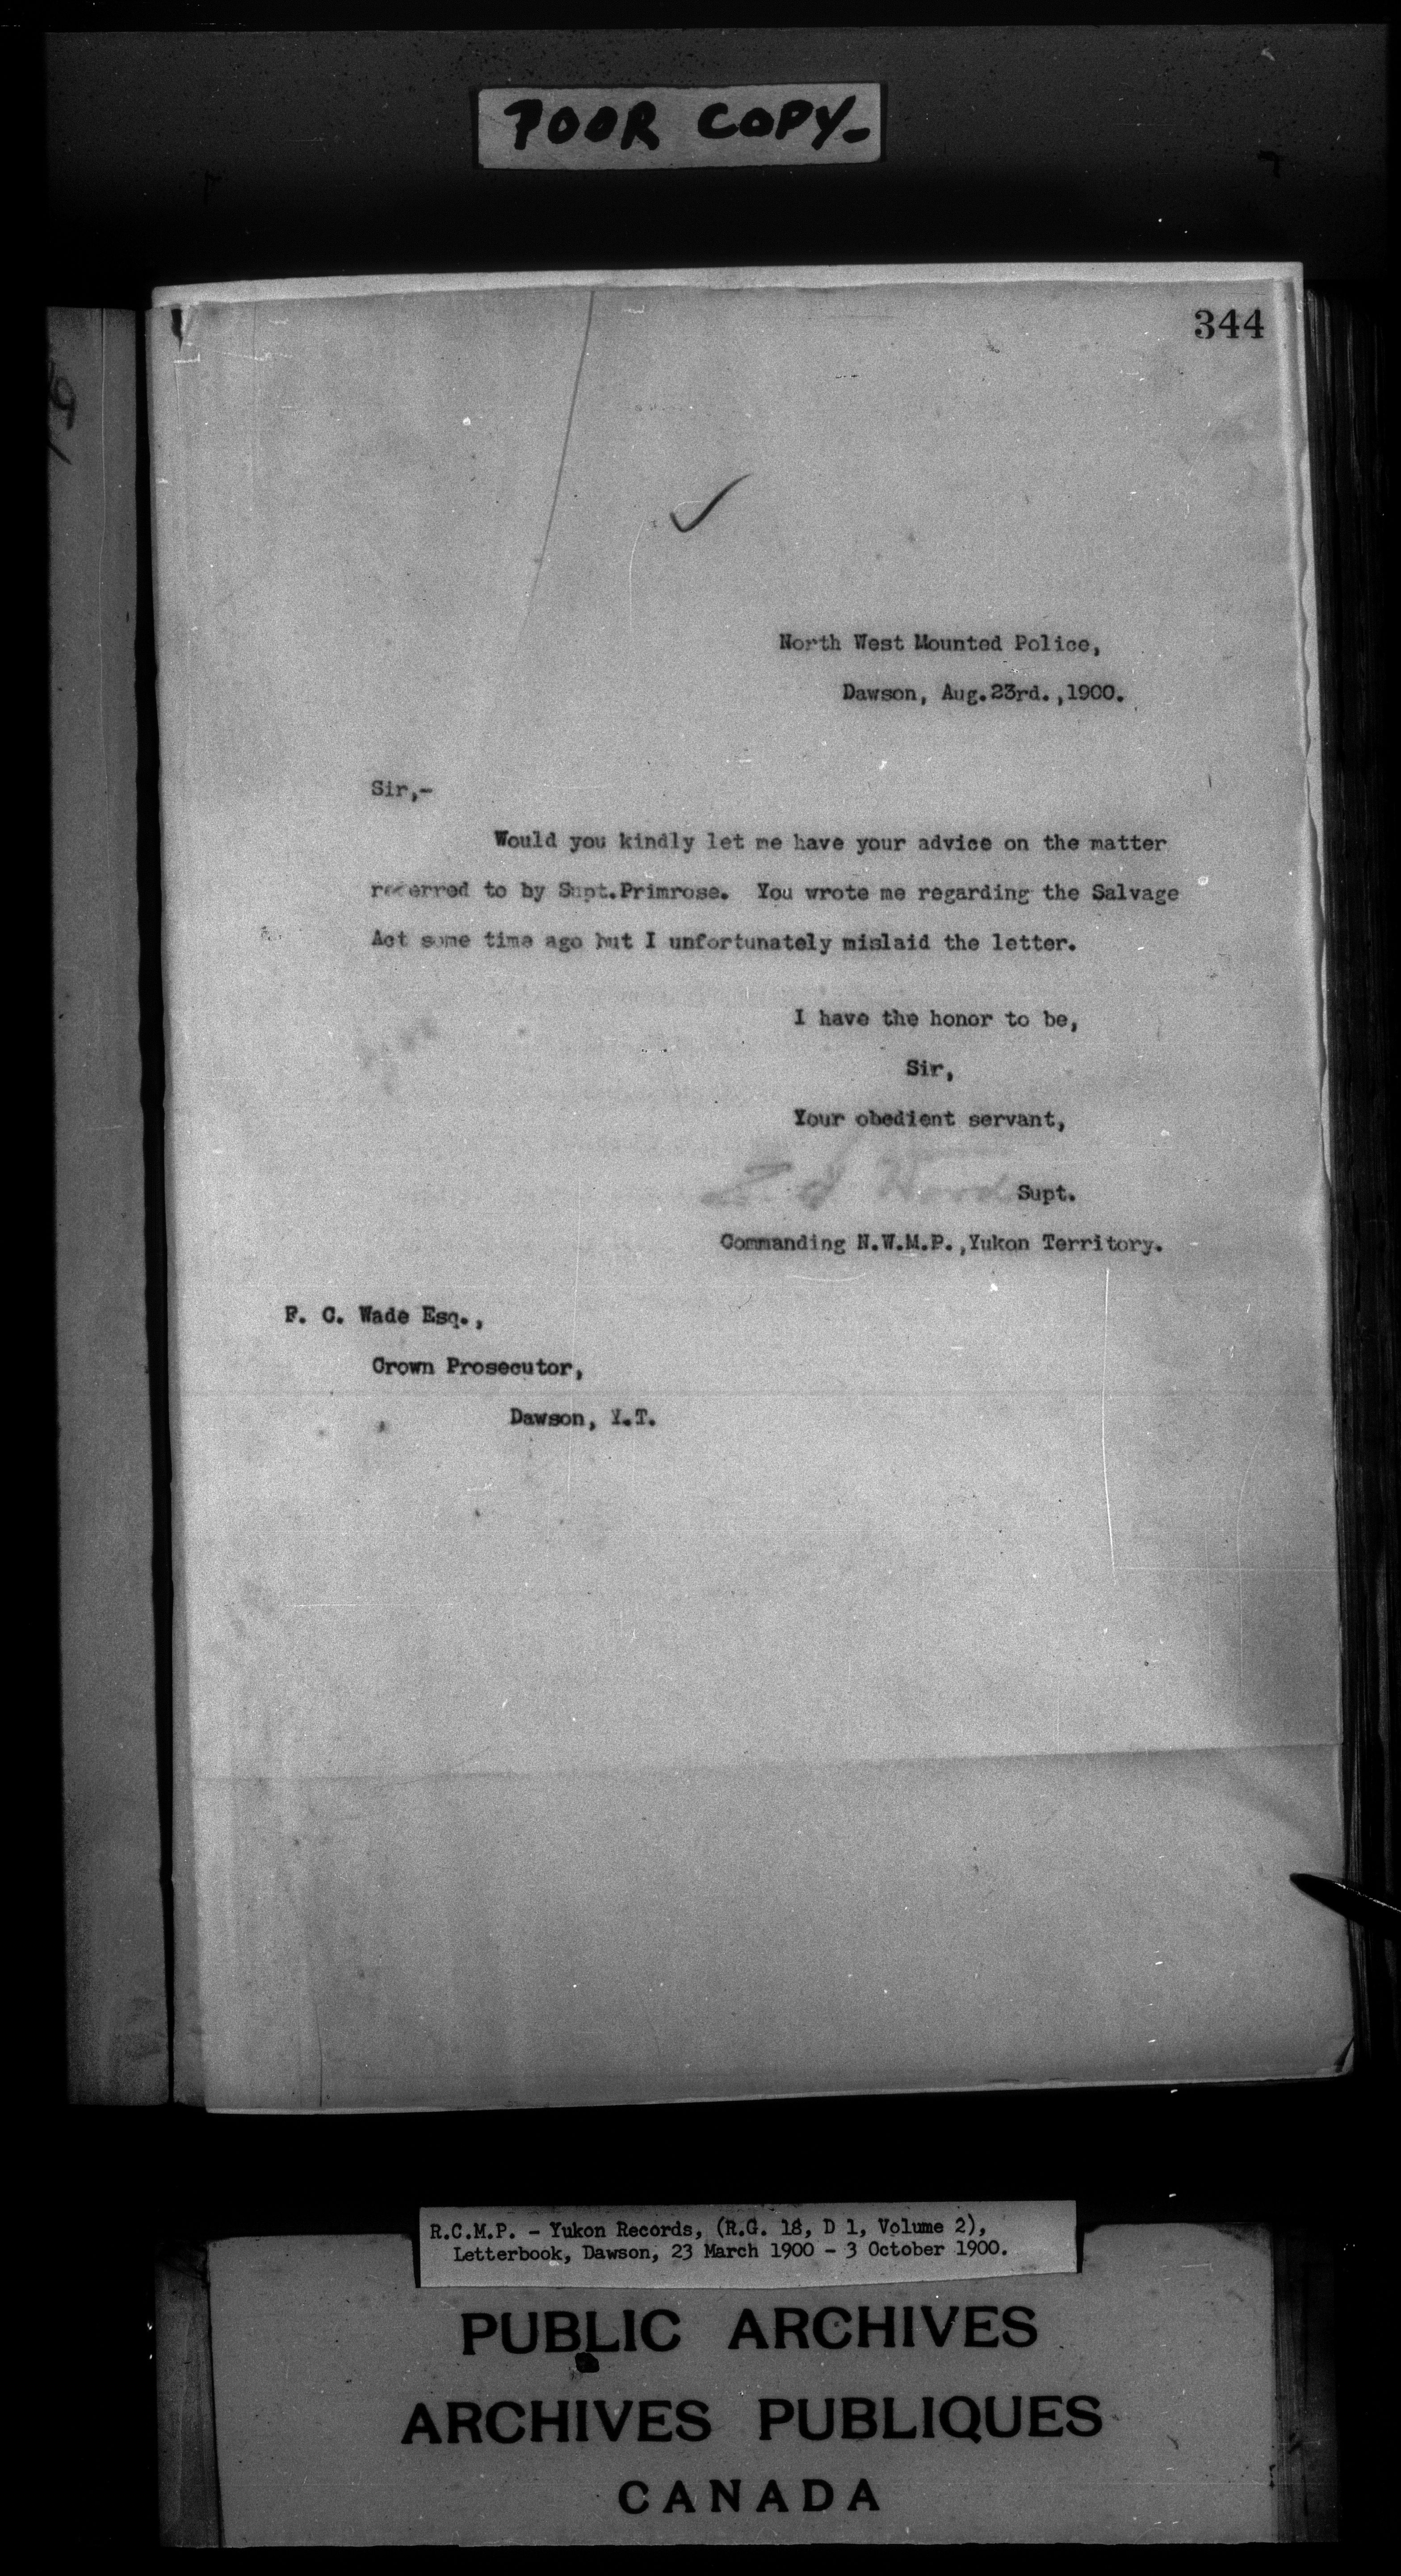 POOR COPY-
344
North West Mounted Police,
Dawson, Aug.23rd.,1900.
Sir,-
Would you kindly let me have your advice on the matter
referred to by Supt.Primrose. You wrote me regarding the Salvage
Act some time ago but I unfortunately mislaid the letter.
I have the honor to be,
Sir,
Your obedient servant,
Supt.
Commanding N.W.M.P.,Yukon Territory.
F. C. Wade Esq.,
Crown Prosecutor,
Dawson, Y.T.
R.C.M.P. - Yukon Records, (R.G. 18, D 1, Volume 2),
Letterbook, Dawson, 23 March 1900 - 3 October 1900.
PUBLIC ARCHIVES
ARCHIVES PUBLIQUES
CANADA